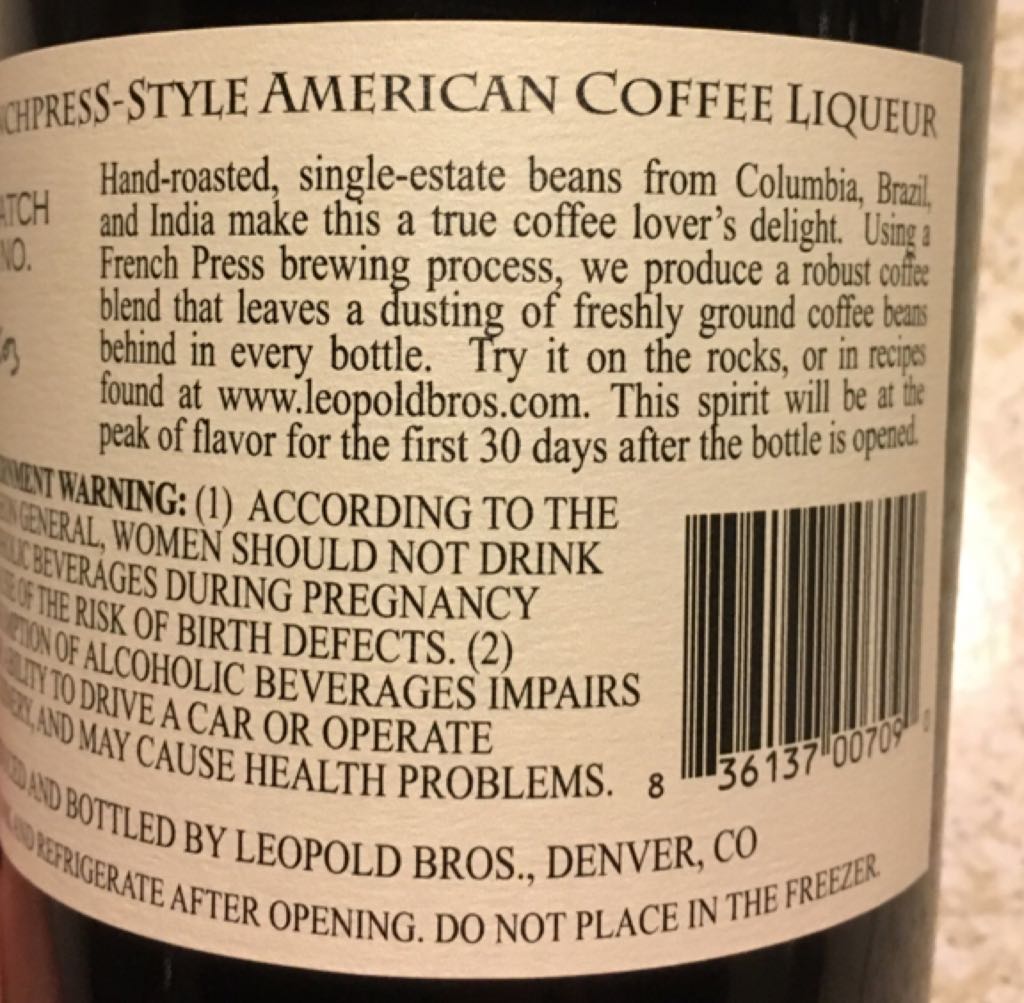 CHPRESS-STYLE AMERICAN COFFEE LIQUEUR
ATCH
NO.
Hand-roasted, single-estate beans from Columbia, Brazil,
and India make this a true coffee lover's delight. Using a
French Press brewing process, we produce a robust coffee
blend that leaves a dusting of freshly ground coffee beans
behind in every bottle. Try it on the rocks, or in recipes
found at www.leopoldbros.com. This spirit will be at the
peak of flavor for the first 30 days after the bottle is opened.
RNMENT WARNING: (1) ACCORDING TO THE
GENERAL, WOMEN SHOULD NOT DRINK
BEVERAGES DURING PREGNANCY
OF THE RISK OF BIRTH DEFECTS. (2)
PTION OF ALCOHOLIC BEVERAGES IMPAIRS
TO DRIVE A CAR OR OPERATE
AND MAY CAUSE HEALTH PROBLEMS.
8 36137 00709 0
AND BOTTLED BY LEOPOLD BROS., DENVER, CO
AND REFRIGERATE AFTER OPENING. DO NOT PLACE IN THE FREEZER.